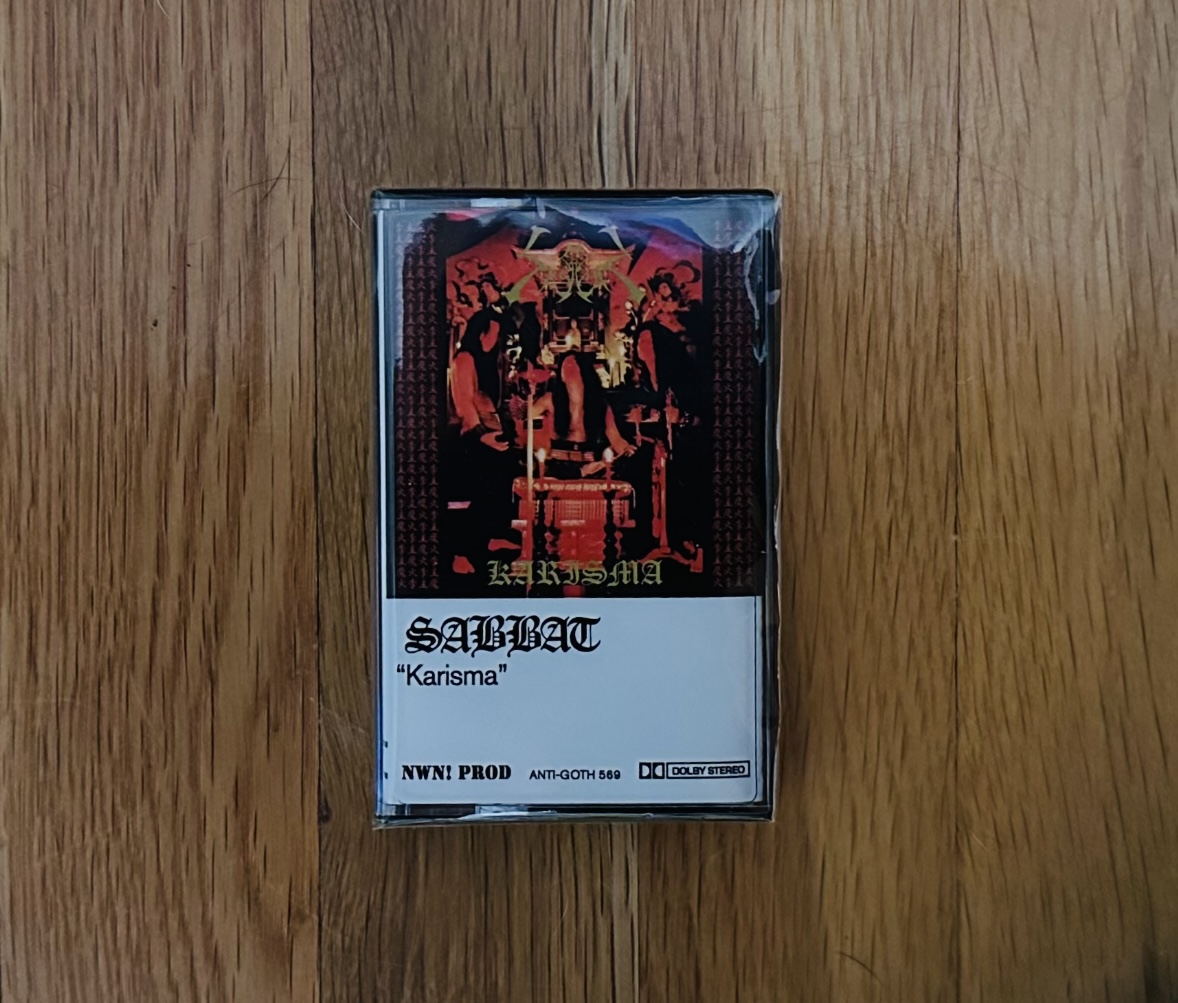 KARISMA
SABBAT
“Karisma”
NWN! PROD ANTI-GOTH 569 DOLBY STEREO